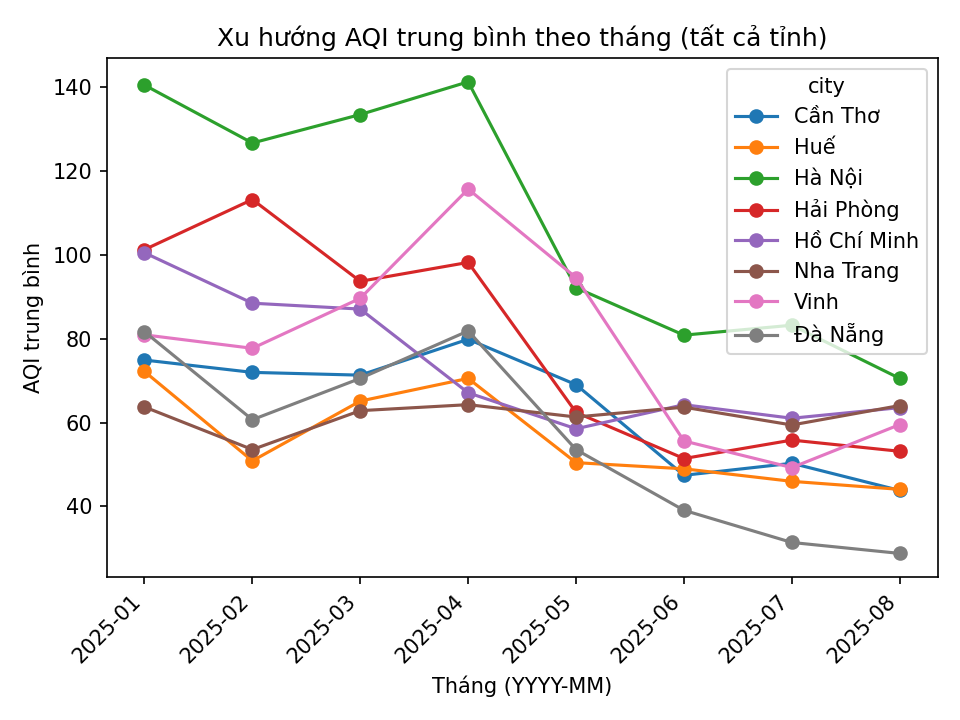 Xu hướng AQI trung bình theo tháng (tất cả tỉnh)
AQI trung bình
140
120
100
80
60
40
city
Cần Thơ
Huế
Hà Nội
Hải Phòng
Hồ Chí Minh
Nha Trang
Vinh
Đà Nẵng
2025-01
2025-02
2025-03
2025-04
2025-05
2025-06
2025-07
2025-08
Tháng (YYYY-MM)